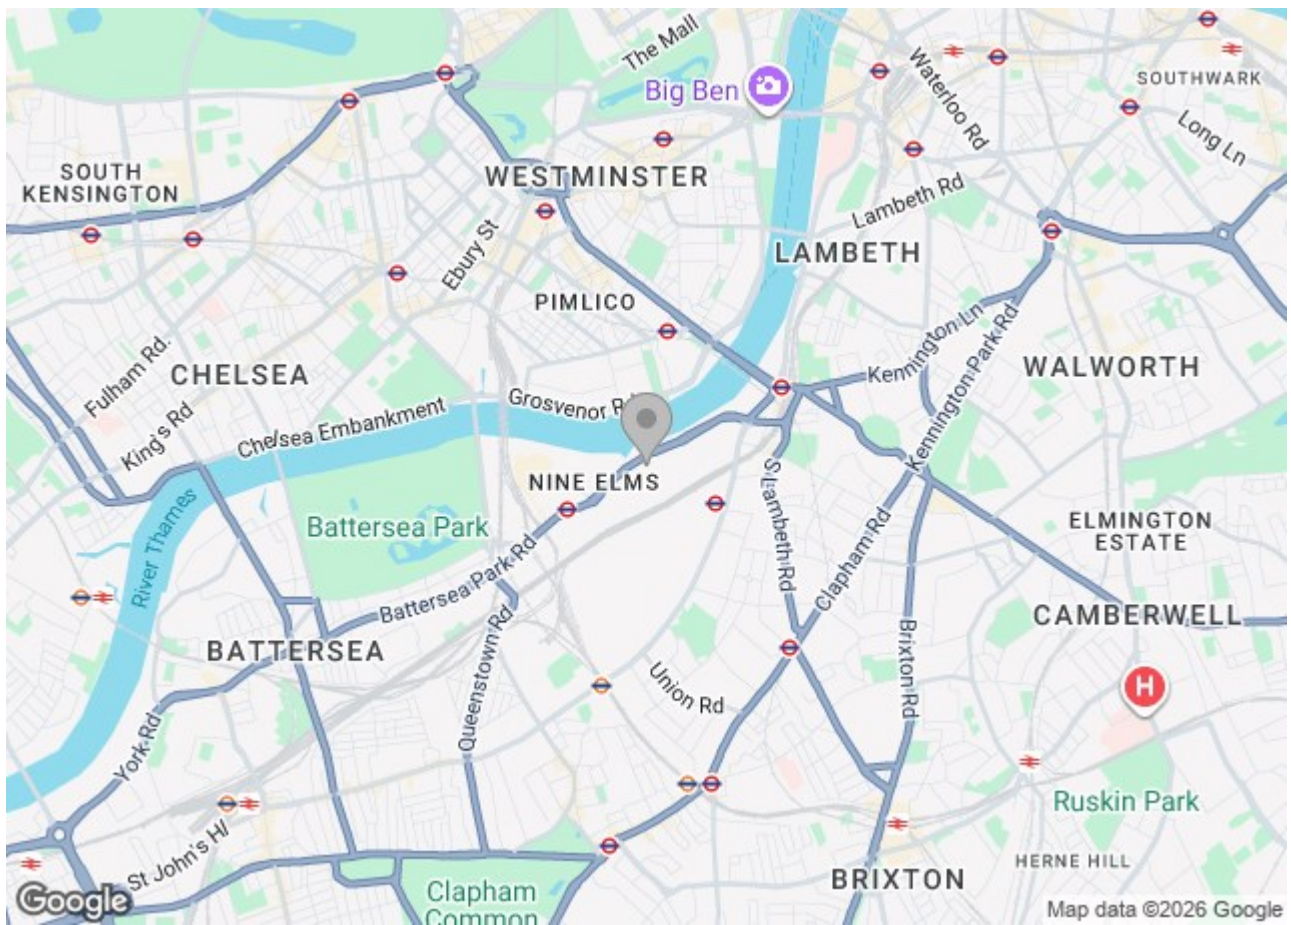 The Mall
Big Ben
Waterloo Rd
SOUTHWARK
Long Ln
SOUTH
KENSINGTON
WESTMINSTER
Lambeth Rd
Ebury St
LAMBETH
PIMLICO
Kennington Ln
Kennington Park Rd
WALWORTH
Fulham Rd.
CHELSEA
King's Rd
Chelsea Embankment
Grosvenor R
NINE ELMS
River Thames
Battersea Park
S Lambeth Rd
Clapham Rd
ELMINGTON
ESTATE
Battersea Park Rd
CAMBERWELL
BATTERSEA
Queenstown Rd
Union Rd
Brixton Rd
H
York Rd
Ruskin Park
St John's Hl
HERNE HILL
BRIXTON
Clapham
Common
Google
Map data ©2026 Google